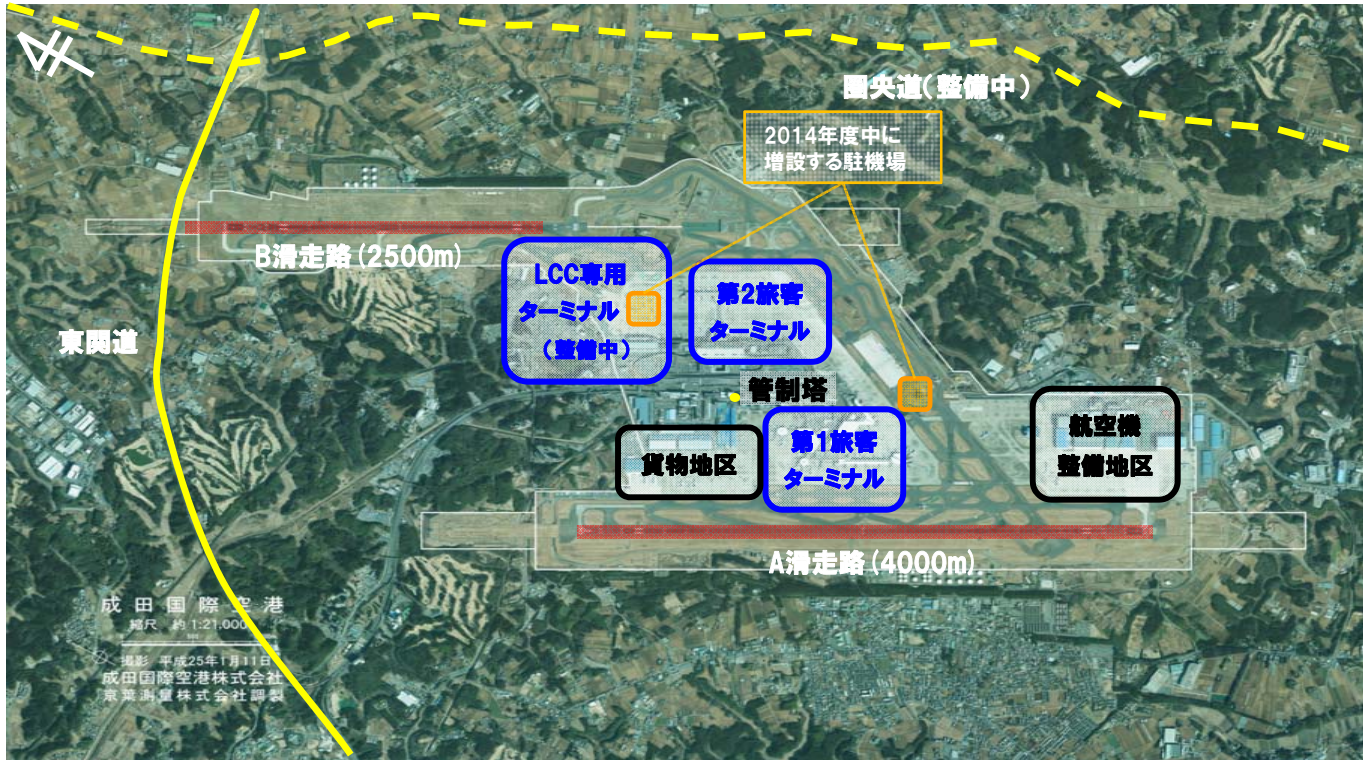 圏央道(整備中)
2014年度中に
増設する駐機場
B滑走路(2500m)
LCC専用
ターミナル
(整備中)
第2旅客
ターミナル
東関道
管制塔
貨物地区
第1旅客
ターミナル
航空機
整備地区
A滑走路(4000m)
成田国際空港
縮尺 約1:21,000
撮影 平成25年1月11日
成田国際空港株式会社
京葉測量株式会社調製